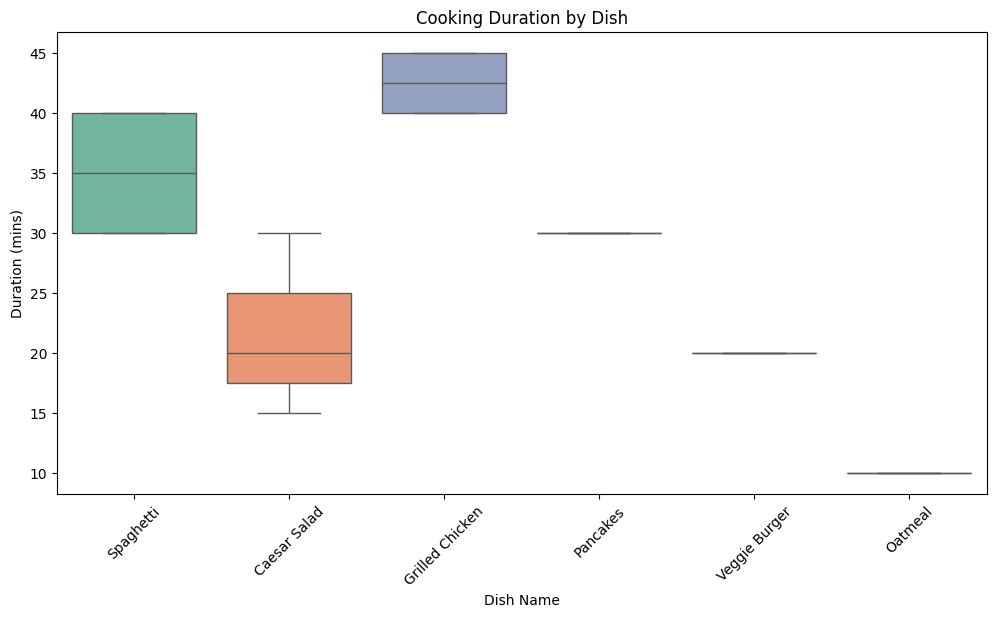 Cooking Duration by Dish
Duration (mins)
45
40
35
30
25
20
15
10
Spaghetti
Caesar Salad
Grilled Chicken
Pancakes
Veggie Burger
Oatmeal
Dish Name